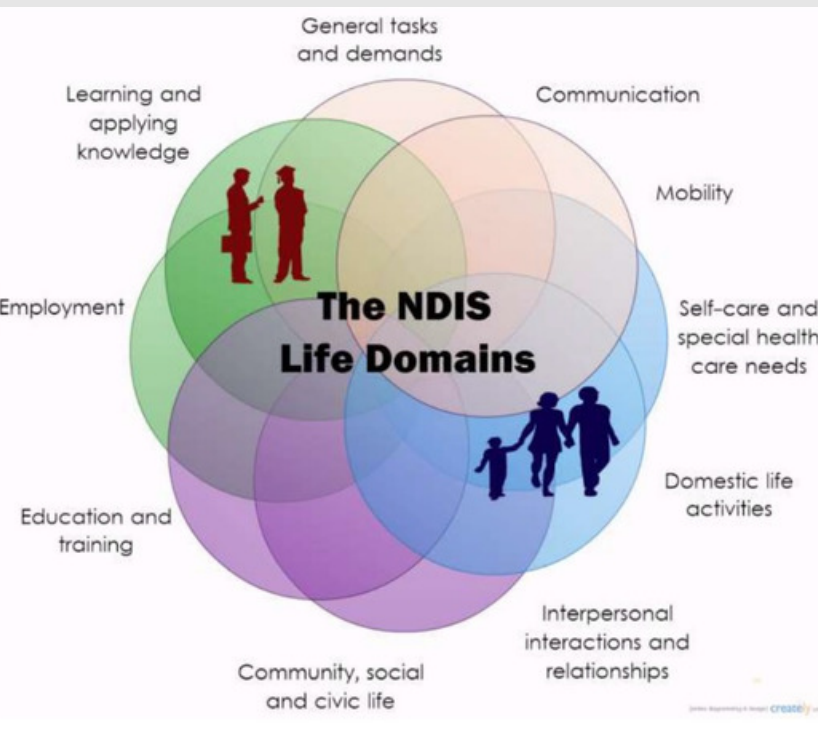 General tasks
and demands
Communication
Mobility
Self-care and
special health
care needs
Domestic life
activities
Interpersonal
interactions and
relationships
Community, social
and civic life
Education and
training
Employment
Learning and
applying
knowledge
The NDIS
Life Domains
creately